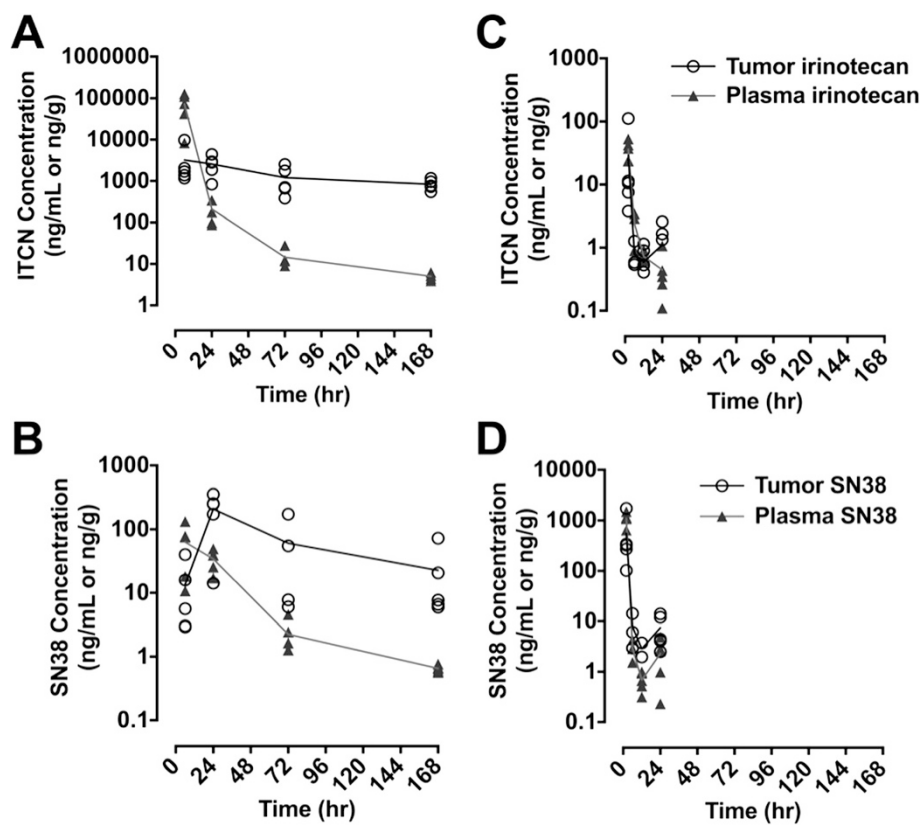 A
1000000
100000
10000
1000
100
10
1
0.1
ITCN Concentration
(ng/mL or ng/g)
0 24 48 72 96 120 144 168
Time (hr)
C
1000
100
10
1
0.1
ITCN Concentration
(ng/mL or ng/g)
Tumor irinotecan
Plasma irinotecan
0 24 48 72 96 120 144 168
Time (hr)
B
1000
100
10
1
0.1
SN38 Concentration
(ng/mL or ng/g)
0 24 48 72 96 120 144 168
Time (hr)
D
10000
1000
100
10
1
0.1
SN38 Concentration
(ng/mL or ng/g)
Tumor SN38
Plasma SN38
0 24 48 72 96 120 144 168
Time (hr)